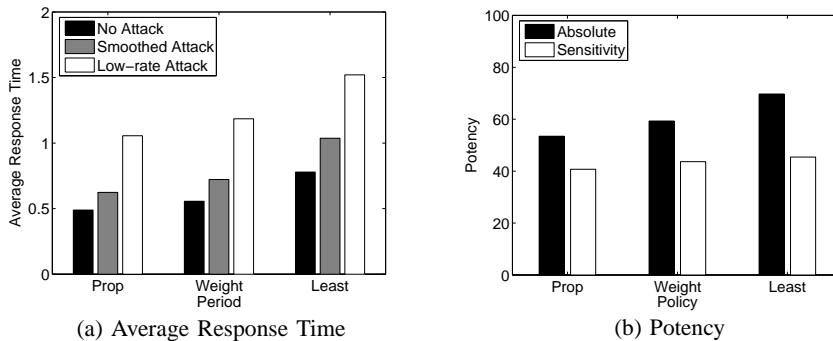 2
1.5
1
0.5
0
Average Response Time
No Attack
Smoothed Attack
Low-rate Attack
Prop Weight Least
Period
(a) Average Response Time
100
80
60
40
20
0
Potency
Absolute
Sensitivity
Prop Weight Least
Policy
(b) Potency